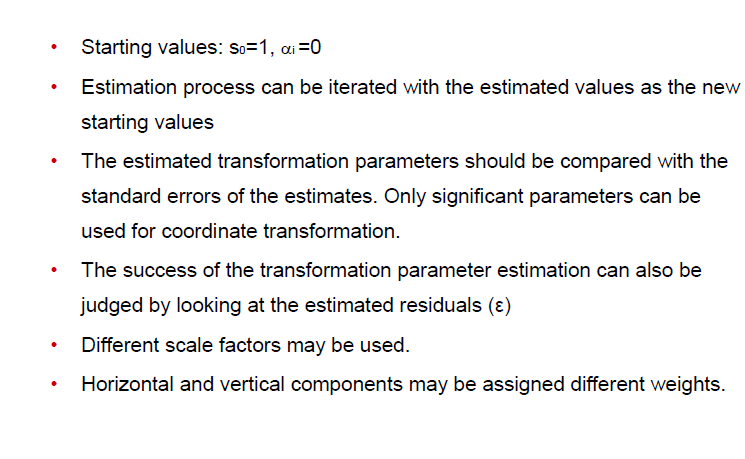 • Starting values: s₀=1, αi =0
• Estimation process can be iterated with the estimated values as the new
starting values
• The estimated transformation parameters should be compared with the
standard errors of the estimates. Only significant parameters can be
used for coordinate transformation.
• The success of the transformation parameter estimation can also be
judged by looking at the estimated residuals (ε)
• Different scale factors may be used.
• Horizontal and vertical components may be assigned different weights.